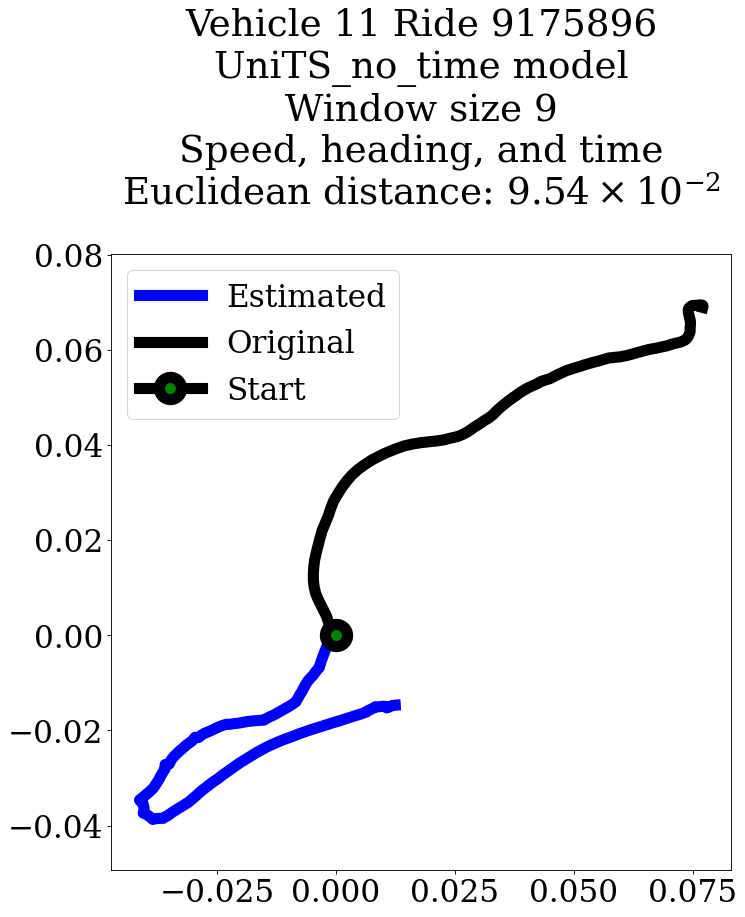 Vehicle 11 Ride 9175896
UniTS_no_time model
Window size 9
Speed, heading, and time
Euclidean distance: 9.54 × 10⁻²
0.08
Estimated
0.06
Original
Start
0.04
0.02
0.00
−0.02
−0.04
−0.025 0.000 0.025 0.050 0.075